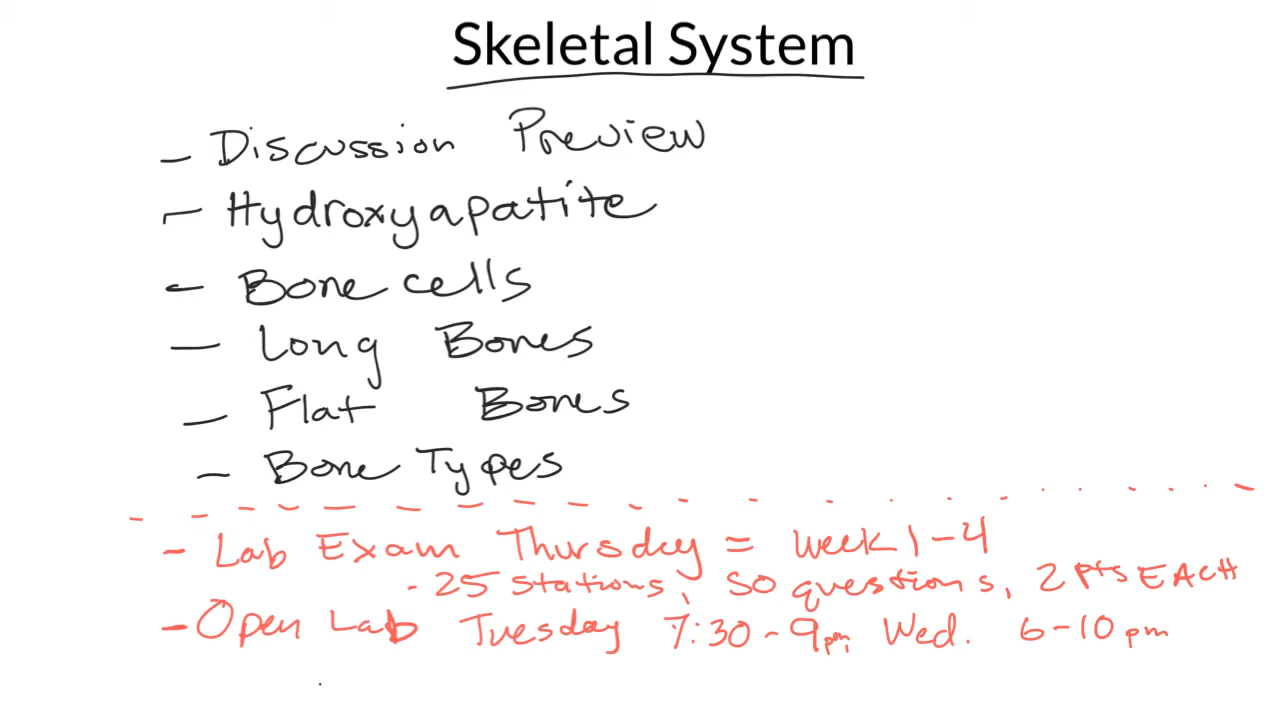 Skeletal System
- Discussion Preview
- Hydroxyapatite
- Bone cells
- Long Bones
- Flat Bones
- Bone Types
- Lab Exam Thursday = week 1-4
- 25 stations, 50 questions, 2 pts EACH
- Open Lab Tuesday 7:30-9pm, Wed. 6-10pm